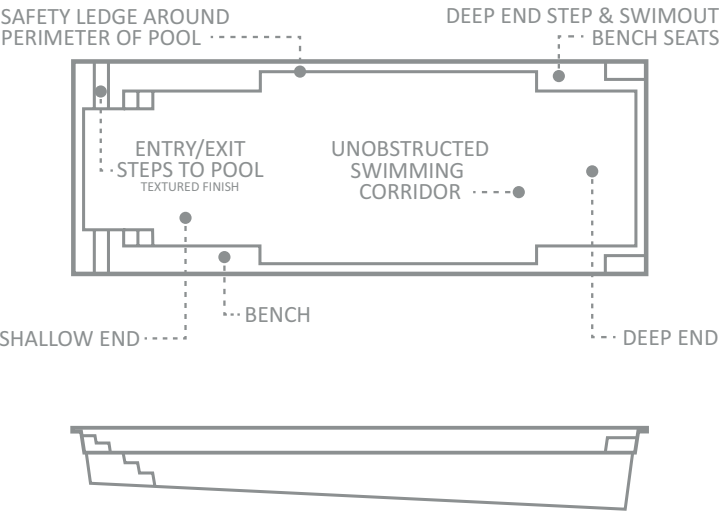 SAFETY LEDGE AROUND
PERIMETER OF POOL
DEEP END STEP & SWIMOUT
BENCH SEATS
ENTRY/EXIT
STEPS TO POOL
TEXTURED FINISH
UNOBSTRUCTED
SWIMMING
CORRIDOR
BENCH
SHALLOW END
DEEP END